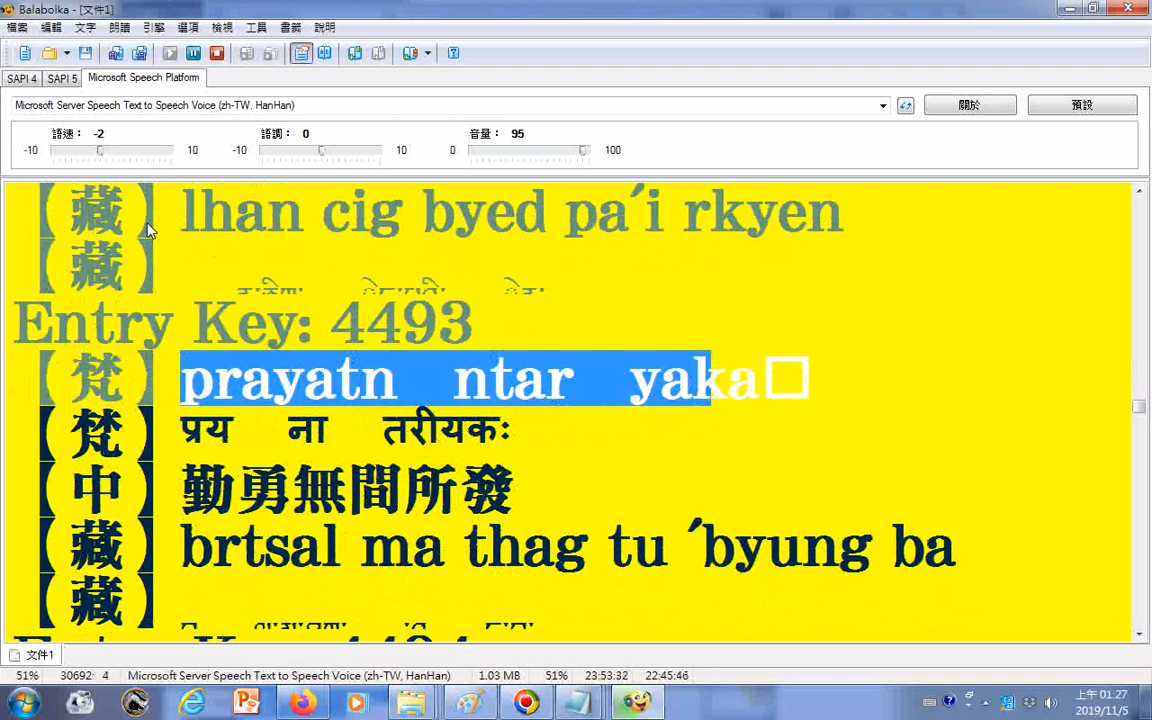 Balabolka - [文件1]
檔案 編輯 文字 朗讀 引擎 選項 檢視 工具 書籤 說明
SAPI 4 SAPI 5 Microsoft Speech Platform
Microsoft Server Speech Text to Speech Voice (zh-TW, HanHan) 關於 預設
語速： -2 語調： 0 音量： 95
-10 10 -10 10 0 100
【藏】 lhan cig byed pa´i rkyen
【藏】
Entry Key: 4493
【梵】 prayatn ntar yaka□
【梵】 प्रय ना तरीयकः
【中】 勤勇無間所發
【藏】 brtsal ma thag tu ´byung ba
【藏】
Entry Key: 4494
文件1
51% 30692: 4 Microsoft Server Speech Text to Speech Voice (zh-TW, HanHan) 1.03 MB 51% 23:53:32 22:45:46
上午 01:27
2019/11/5